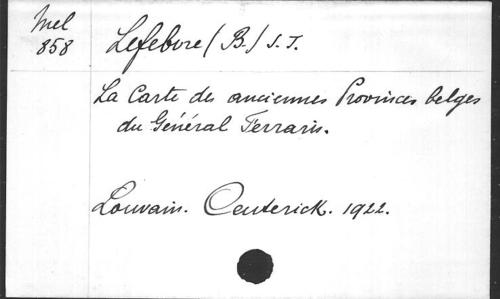 Mel
858
Lefebvre (B.) S.J.
La Carte des anciennes Provinces belges
du Général Ferraris.
Louvain. Ceuterick. 1922.